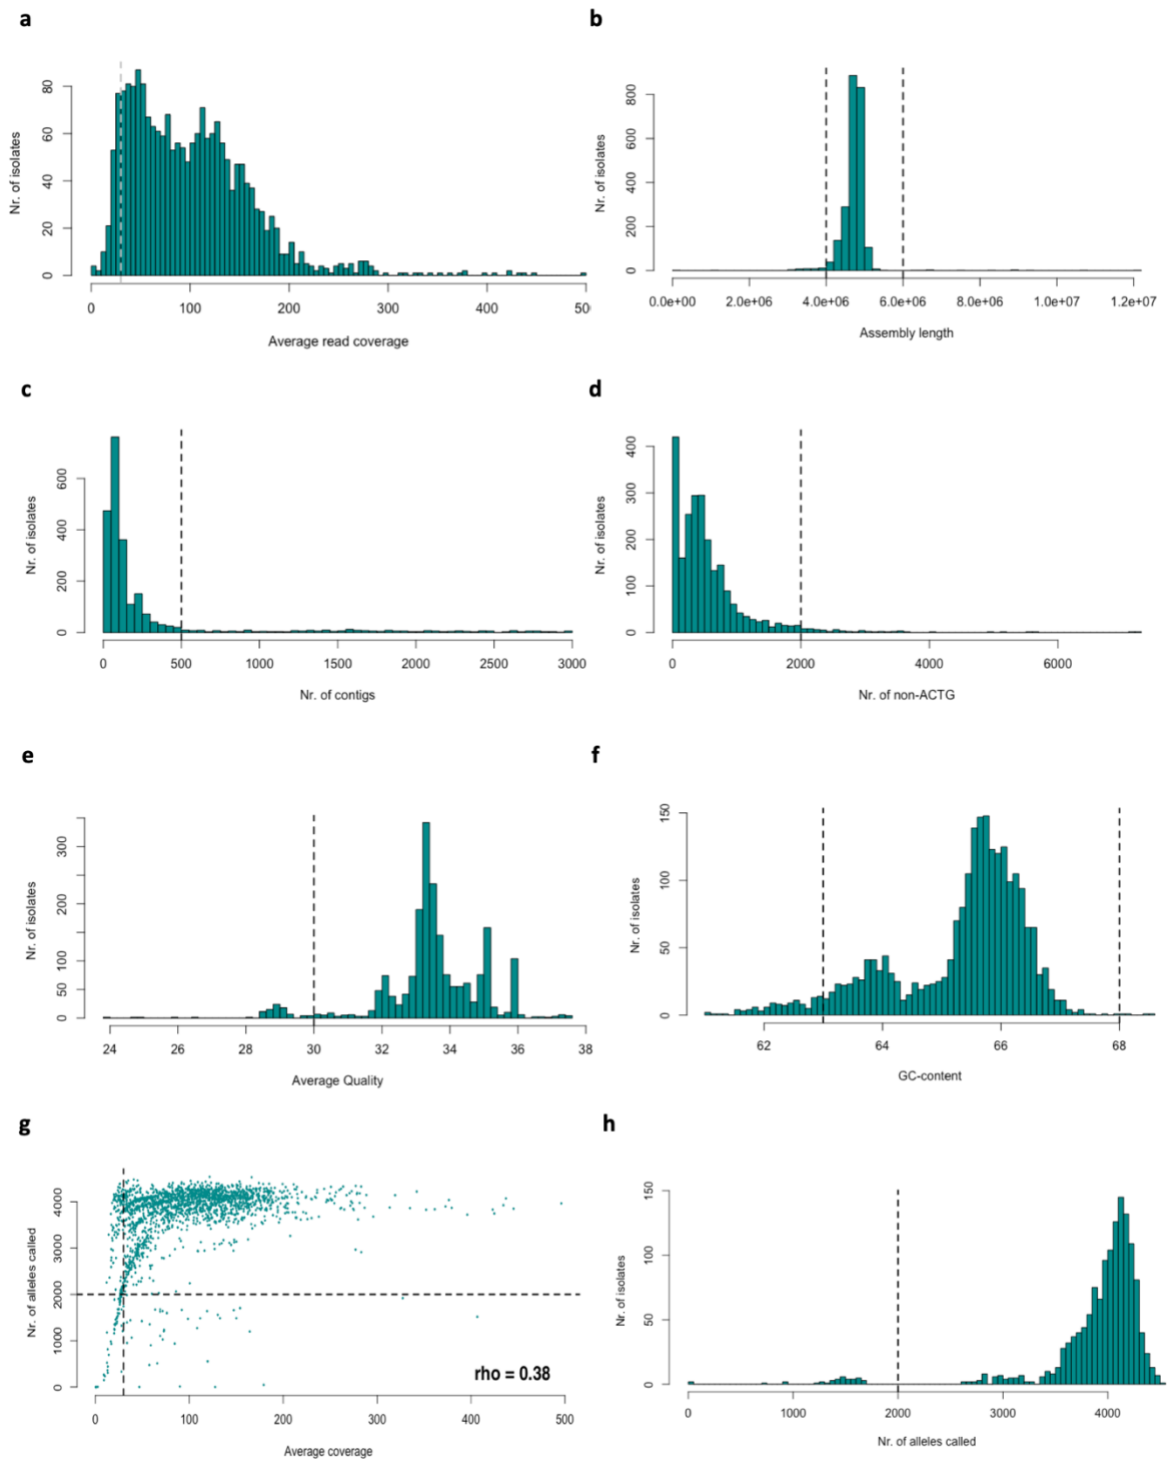 a
Nr. of isolates
80
60
40
20
0
0 100 200 300 400 50
Average read coverage
b
Nr. of isolates
800
600
400
200
0
0.0e+00 2.0e+06 4.0e+06 6.0e+06 8.0e+06 1.0e+07 1.2e+07
Assembly length
c
Nr. of isolates
600
400
200
0
0 500 1000 1500 2000 2500 3000
Nr. of contigs
d
Nr. of isolates
400
300
200
100
0
0 2000 4000 6000
Nr. of non-ACTG
e
Nr. of isolates
300
200
100
50
0
24 26 28 30 32 34 36 38
Average Quality
f
Nr. of isolates
150
100
50
0
62 64 66 68
GC-content
g
Nr. of alleles called
4000
3000
2000
1000
0
rho = 0.38
0 100 200 300 400 500
Average coverage
h
Nr. of isolates
150
100
50
0
0 1000 2000 3000 4000
Nr. of alleles called